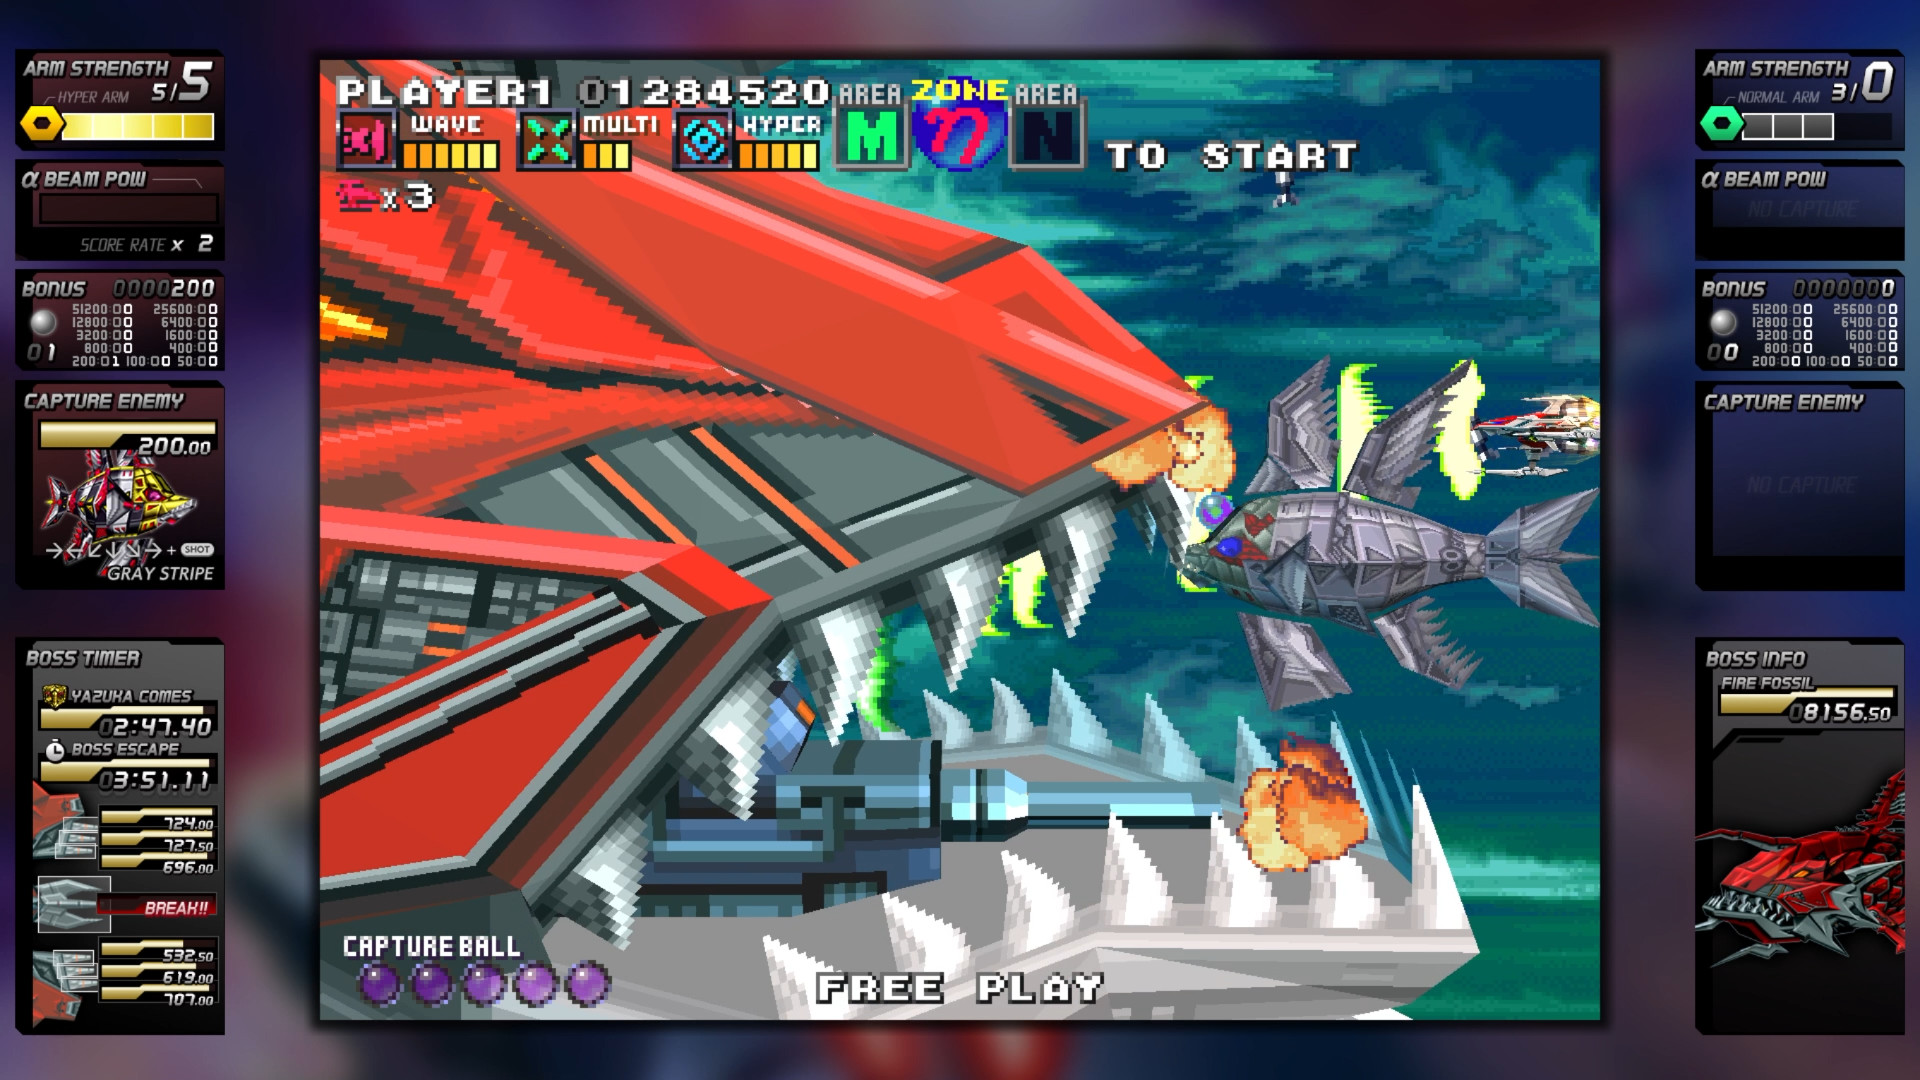 ARM STRENGTH 5/5
HYPER ARM
α BEAM POW
SCORE RATE x 2
BONUS 0000200
51200:00 25600:00
12800:00 6400:00
3200:00 1600:00
01 800:00 400:00
200:01 100:00 50:00
CAPTURE ENEMY
200.00
→←↙↓↘→+ SHOT
GRAY STRIPE
BOSS TIMER
YAZUKA COMES
02:47.40
BOSS ESCAPE
03:51.11
724.00
727.50
696.00
BREAK!!
532.50
619.00
707.00
PLAYER1 01284520 AREA ZONE AREA
WAVE MULTI HYPER M η N
TO START
x3
CAPTURE BALL
FREE PLAY
ARM STRENGTH 3/0
NORMAL ARM
α BEAM POW
NO CAPTURE
BONUS 0000000
51200:00 25600:00
12800:00 6400:00
3200:00 1600:00
00 800:00 400:00
200:00 100:00 50:00
CAPTURE ENEMY
NO CAPTURE
BOSS INFO
FIRE FOSSIL
08156.50